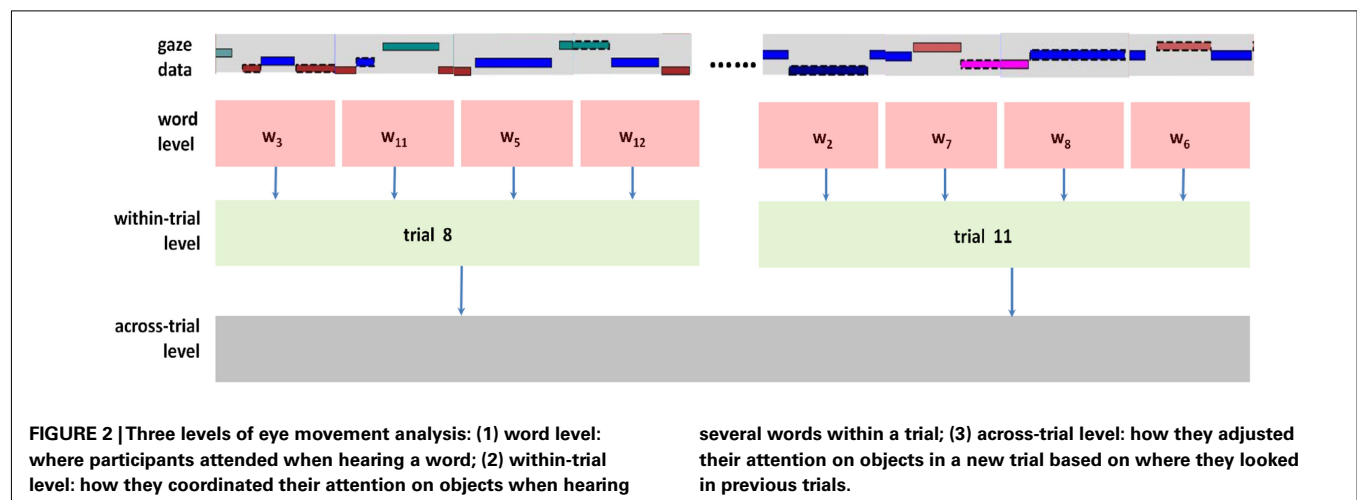 gaze
data
......
word
level
w3
w11
w5
w12
w2
w7
w8
w6
within-trial
level
trial 8
trial 11
across-trial
level
FIGURE 2 | Three levels of eye movement analysis: (1) word level:
where participants attended when hearing a word; (2) within-trial
level: how they coordinated their attention on objects when hearing
several words within a trial; (3) across-trial level: how they adjusted
their attention on objects in a new trial based on where they looked
in previous trials.